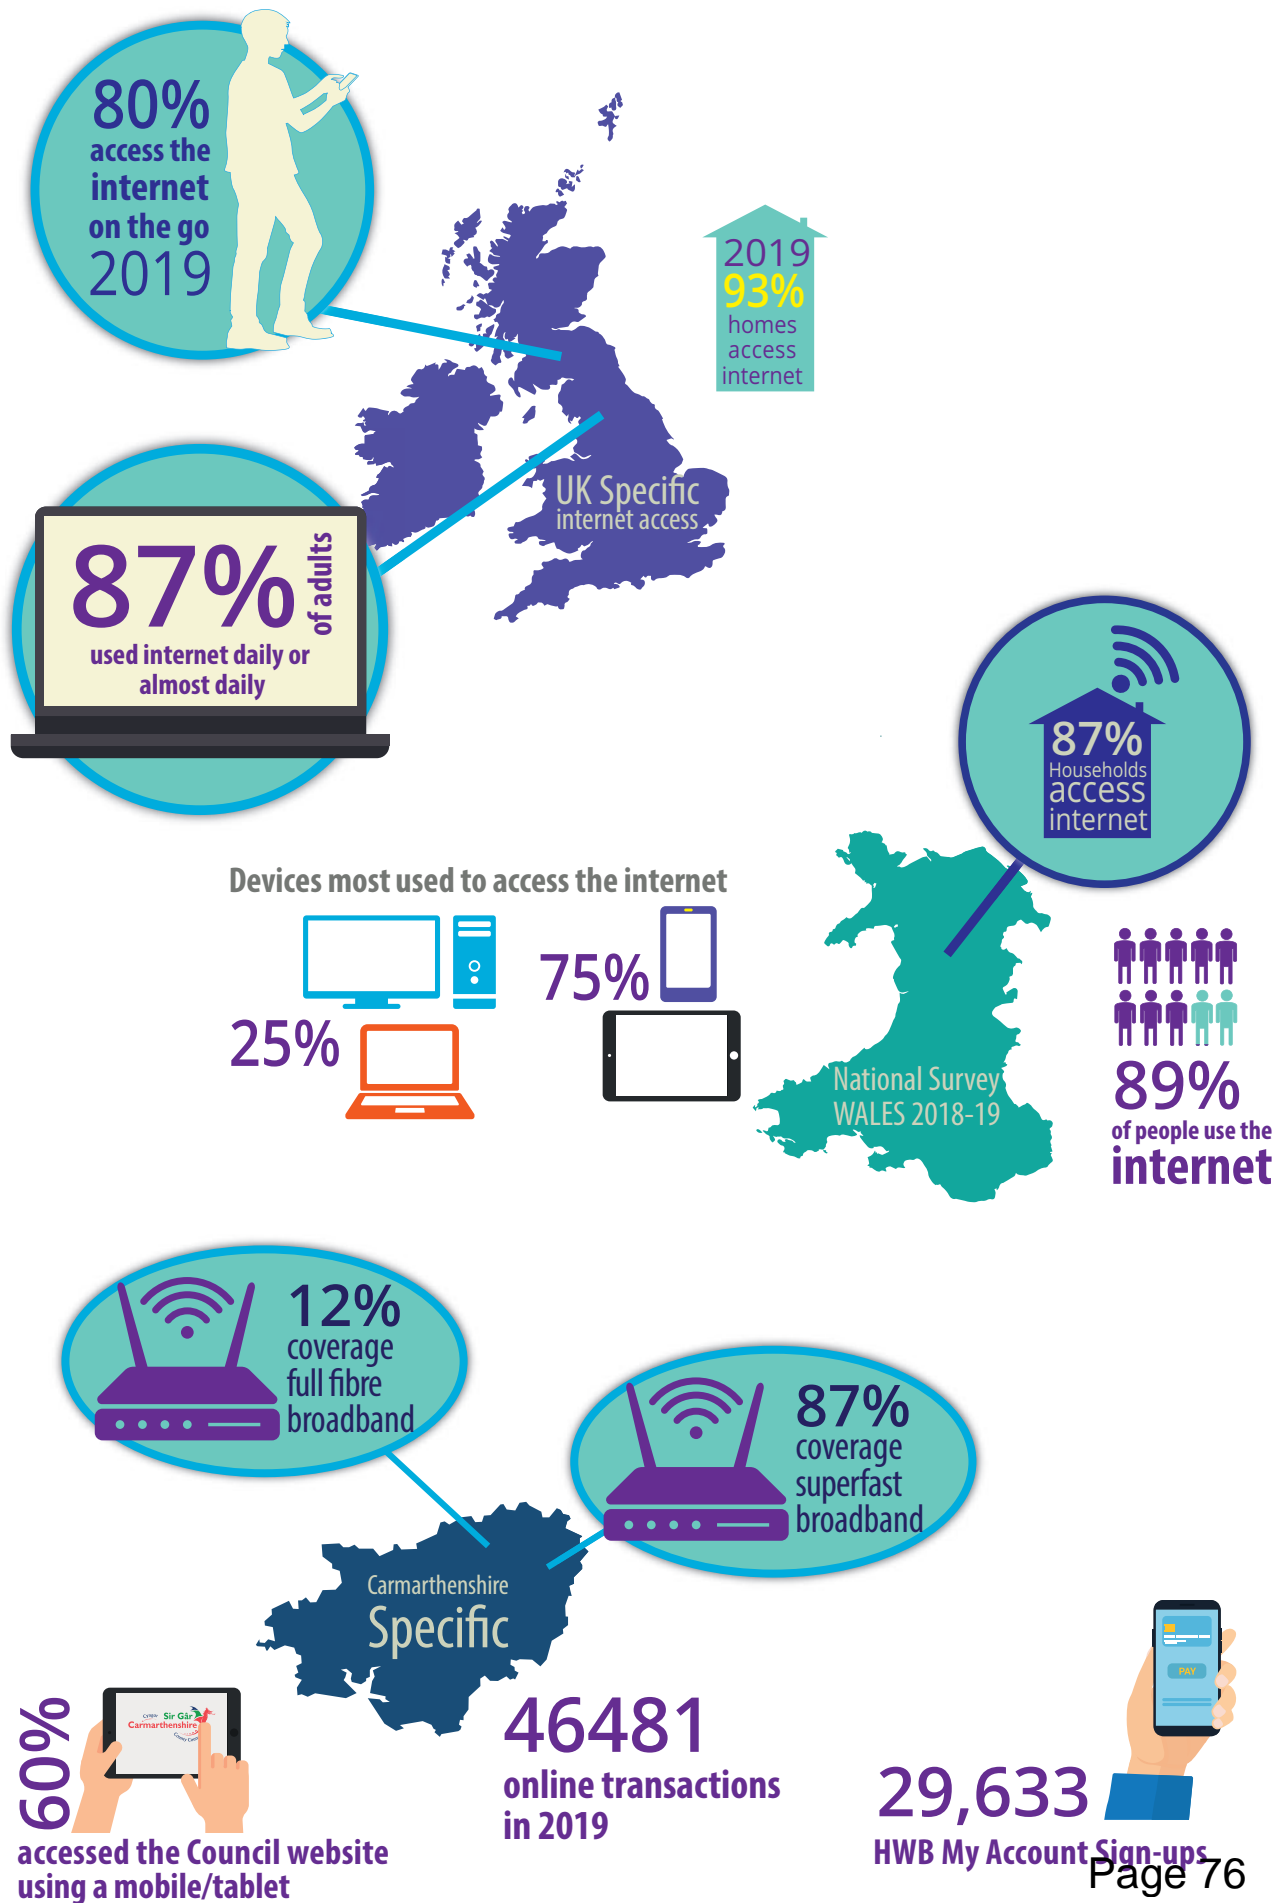 80%
access the
internet
on the go
2019
2019
93%
homes
access
internet
UK Specific
internet access
87%
of adults
used internet daily or
almost daily
87%
Households
access
internet
Devices most used to access the internet
75%
25%
National Survey
WALES 2018-19
89%
of people use the
internet
12%
coverage
full fibre
broadband
87%
coverage
superfast
broadband
Carmarthenshire
Specific
PAY
60%
Sir Gâr
Carmarthenshire
accessed the Council website
using a mobile/tablet
46481
online transactions
in 2019
29,633
HWB My Account Sign-ups
Page 76